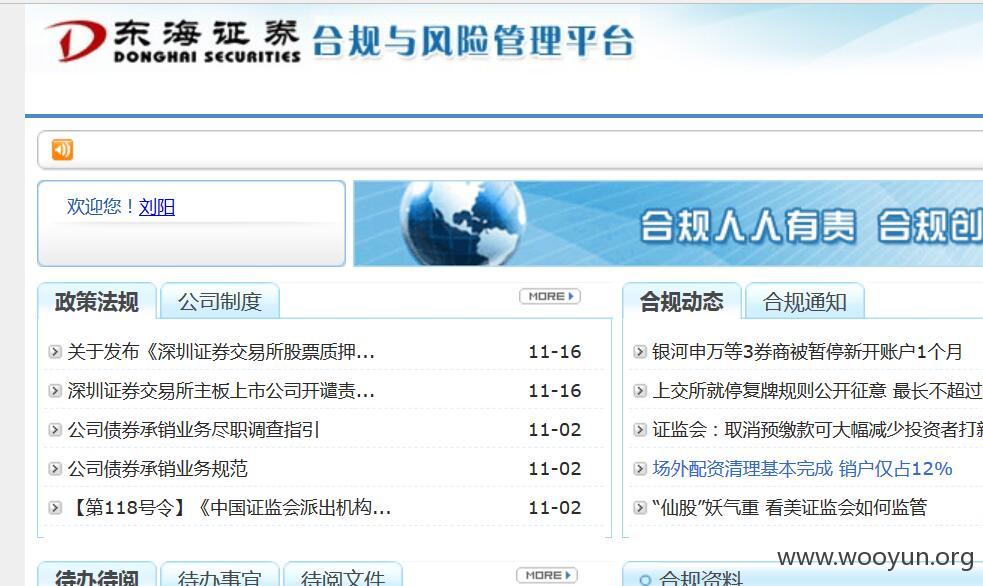 东海证券 合规与风险管理平台
DONGHAI SECURITIES
欢迎您！刘阳
合规人人有责 合规创
政策法规 公司制度 MORE
关于发布《深圳证券交易所股票质押... 11-16
深圳证券交易所主板上市公司开谴责... 11-16
公司债券承销业务尽职调查指引 11-02
公司债券承销业务规范 11-02
【第118号令】《中国证监会派出机构... 11-02
合规动态 合规通知
银河申万等3券商被暂停新开账户1个月
上交所就停复牌规则公开征意 最长不超过
证监会：取消预缴款可大幅减少投资者打新
场外配资清理基本完成 销户仅占12%
“仙股”妖气重 看美证监会如何监管
待办待阅 待办事宜 待阅文件 MORE
合规资料
www.wooyun.org